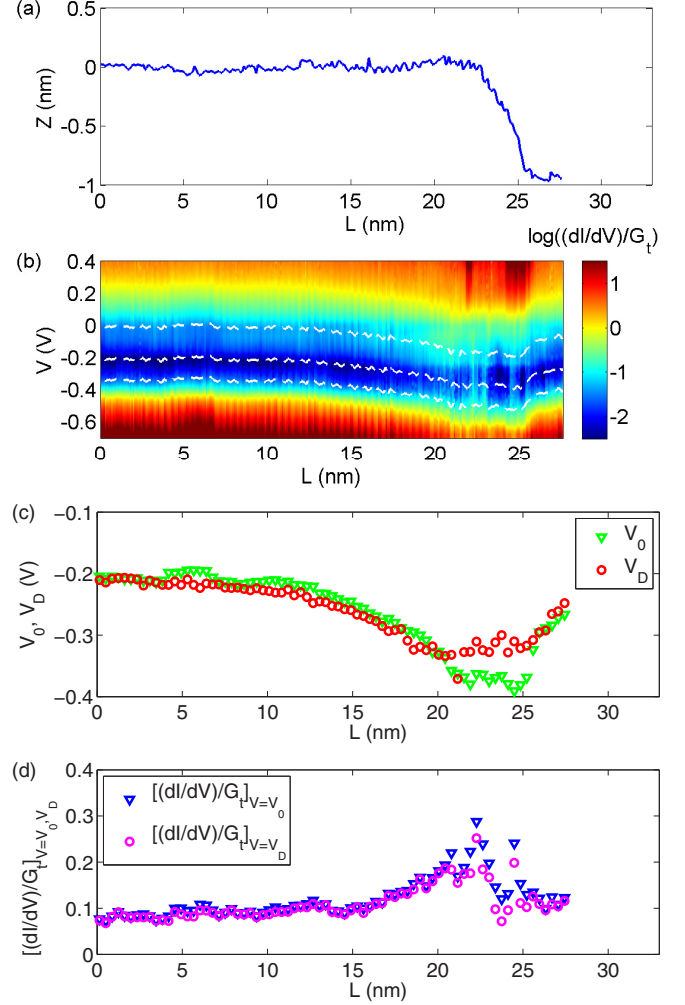 (a)
0.5
0
-0.5
-1
Z (nm)
0 5 10 15 20 25 30
L (nm)
log((dI/dV)/G_t)
(b)
0.4
0.2
0
-0.2
-0.4
-0.6
V (V)
0 5 10 15 20 25
L (nm)
1
0
-1
-2
(c)
−0.1
−0.2
−0.3
−0.4
V_0, V_D (V)
V_0
V_D
0 5 10 15 20 25 30
L (nm)
(d)
0.4
0.3
0.2
0.1
0
[(dI/dV)/G_t]_{V=V_0,V_D}
[(dI/dV)/G_t]_{V=V_0}
[(dI/dV)/G_t]_{V=V_D}
0 5 10 15 20 25 30
L (nm)